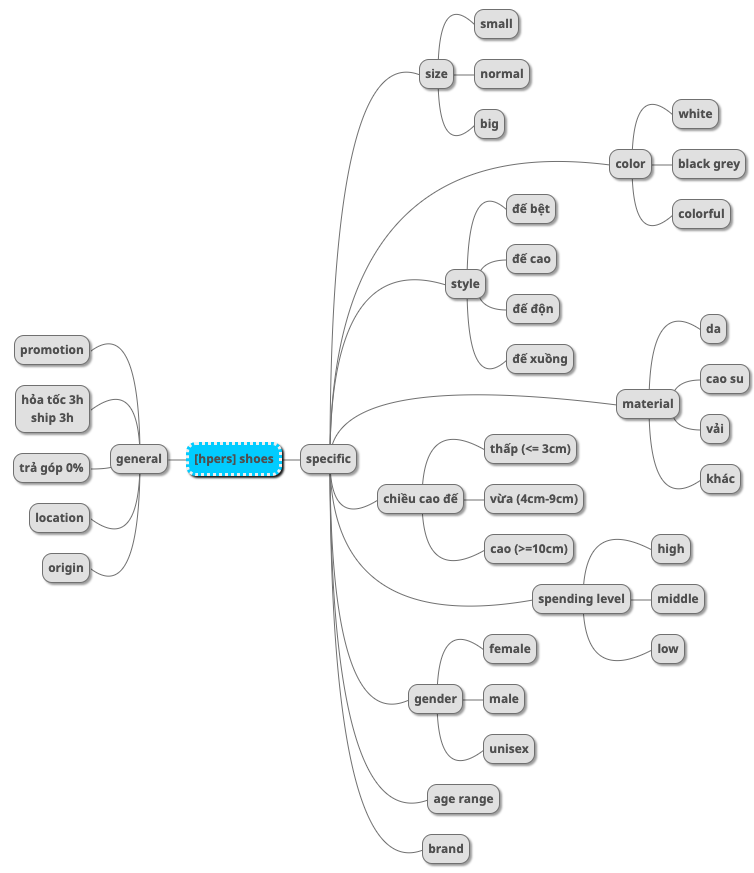 [hpers] shoes
general
promotion
hỏa tốc 3h
ship 3h
trả góp 0%
location
origin
specific
size
small
normal
big
color
white
black grey
colorful
style
đế bệt
đế cao
đế độn
đế xuồng
material
da
cao su
vải
khác
chiều cao đế
thấp (<= 3cm)
vừa (4cm-9cm)
cao (>=10cm)
spending level
high
middle
low
gender
female
male
unisex
age range
brand